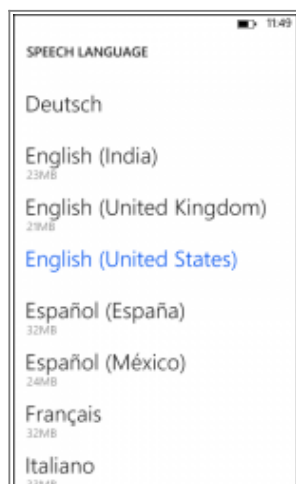 11:49
SPEECH LANGUAGE
Deutsch
English (India)
23MB
English (United Kingdom)
21MB
English (United States)
Español (España)
32MB
Español (México)
24MB
Français
32MB
Italiano